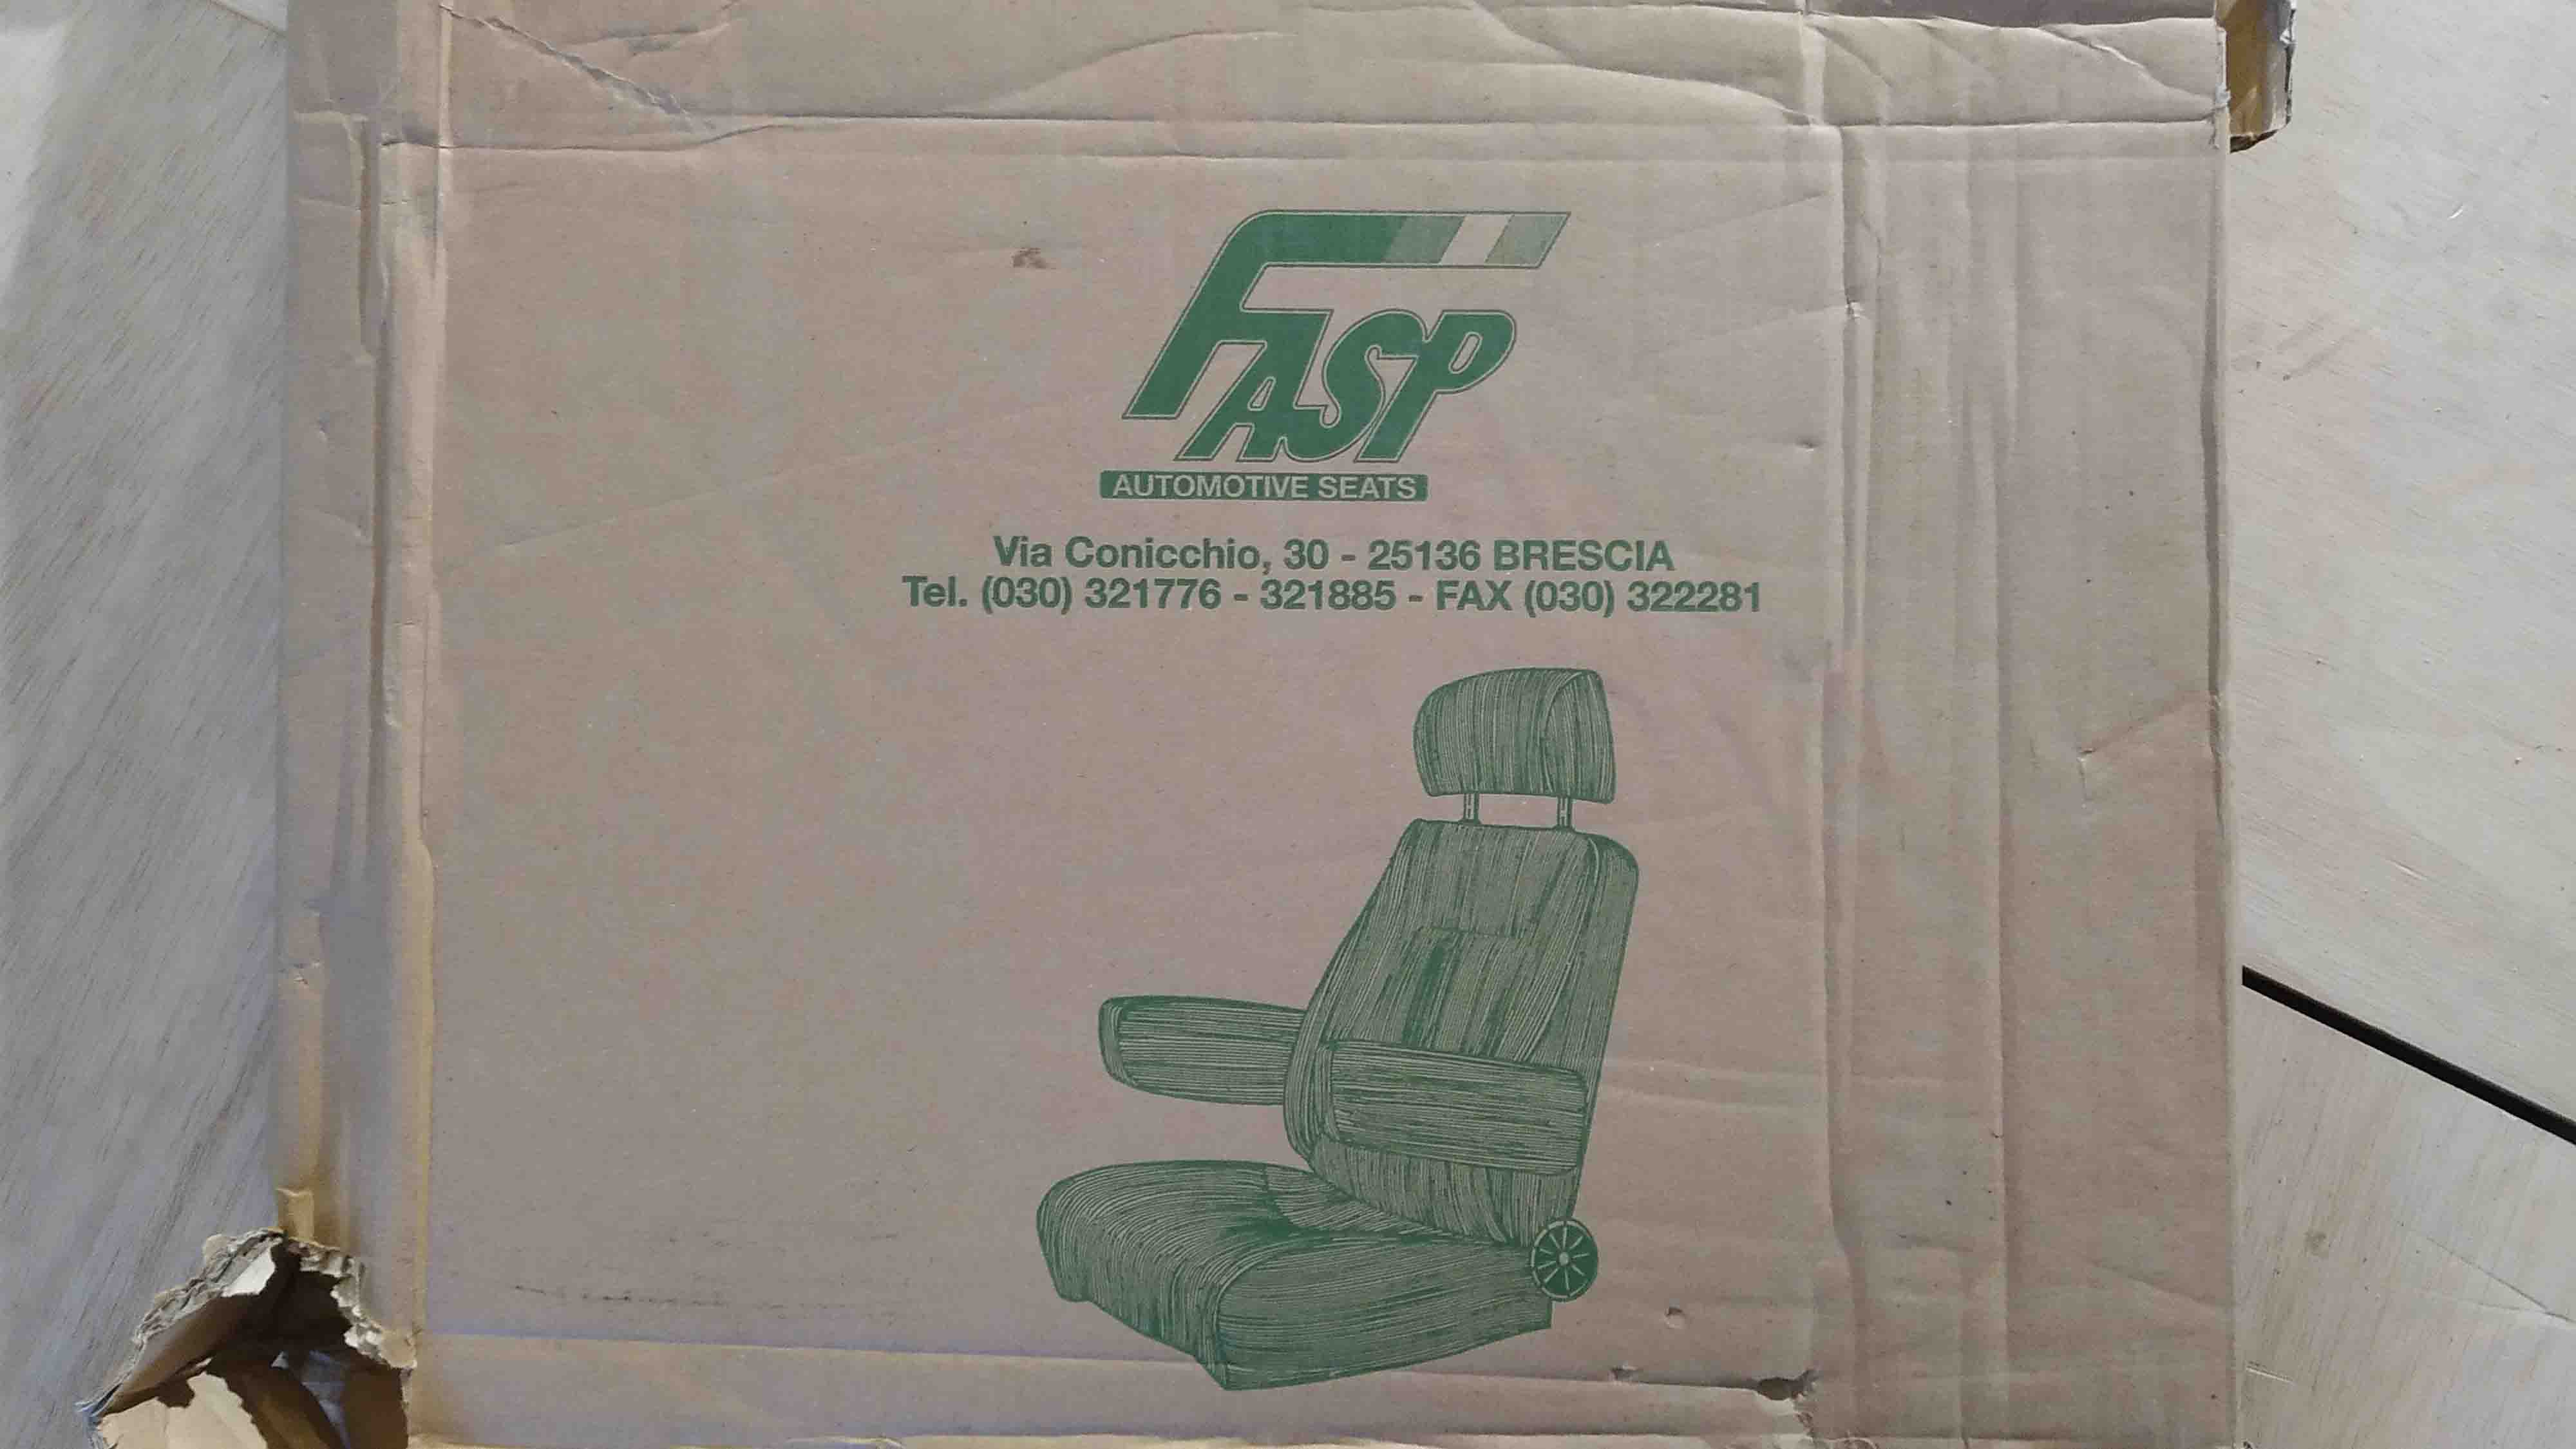 FASP
AUTOMOTIVE SEATS
Via Conicchio, 30 - 25136 BRESCIA
Tel. (030) 321776 - 321885 - FAX (030) 322281